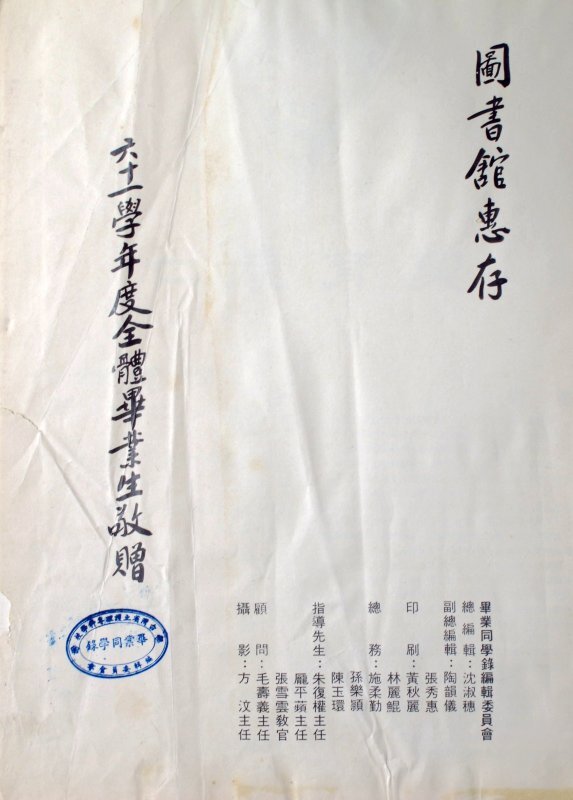 圖書館惠存
六十一學年度全體畢業生敬贈
畢業同學錄編輯委員會
總編輯：沈淑穗
副總編輯：陶韻儀
張秀惠
印刷：黃秋麗
林麗鯤
總務：施柔勤
孫樂穎
陳玉環
指導先生：朱復權主任
龐平蘋主任
張雪雲教官
顧問：毛壽義主任
攝影：方汶主任
畢業同學錄